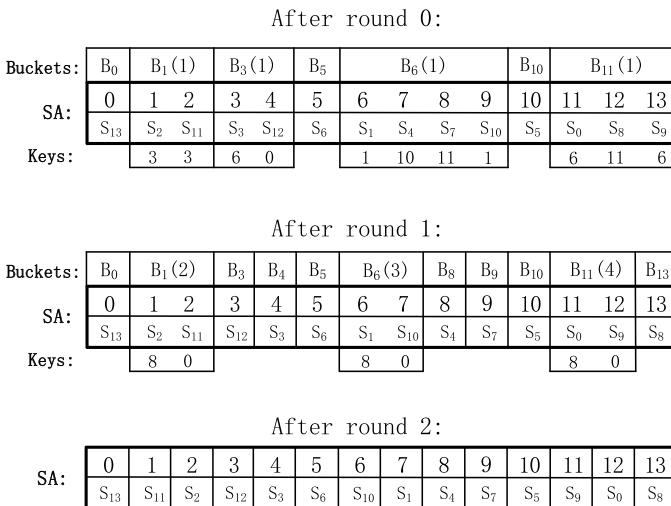 After round 0:
Buckets: B₀ B₁(1) B₃(1) B₅ B₆(1) B₁₀ B₁₁(1)
SA: 0 1 2 3 4 5 6 7 8 9 10 11 12 13
S₁₃ S₂ S₁₁ S₃ S₁₂ S₆ S₁ S₄ S₇ S₁₀ S₅ S₀ S₈ S₉
Keys: 3 3 6 0 1 10 11 1 6 11 6
After round 1:
Buckets: B₀ B₁(2) B₃ B₄ B₅ B₆(3) B₈ B₉ B₁₀ B₁₁(4) B₁₃
SA: 0 1 2 3 4 5 6 7 8 9 10 11 12 13
S₁₃ S₂ S₁₁ S₁₂ S₃ S₆ S₁ S₁₀ S₄ S₇ S₅ S₀ S₉ S₈
Keys: 8 0 8 0 8 0
After round 2:
SA: 0 1 2 3 4 5 6 7 8 9 10 11 12 13
S₁₃ S₁₁ S₂ S₁₂ S₃ S₆ S₁₀ S₁ S₄ S₇ S₅ S₉ S₀ S₈